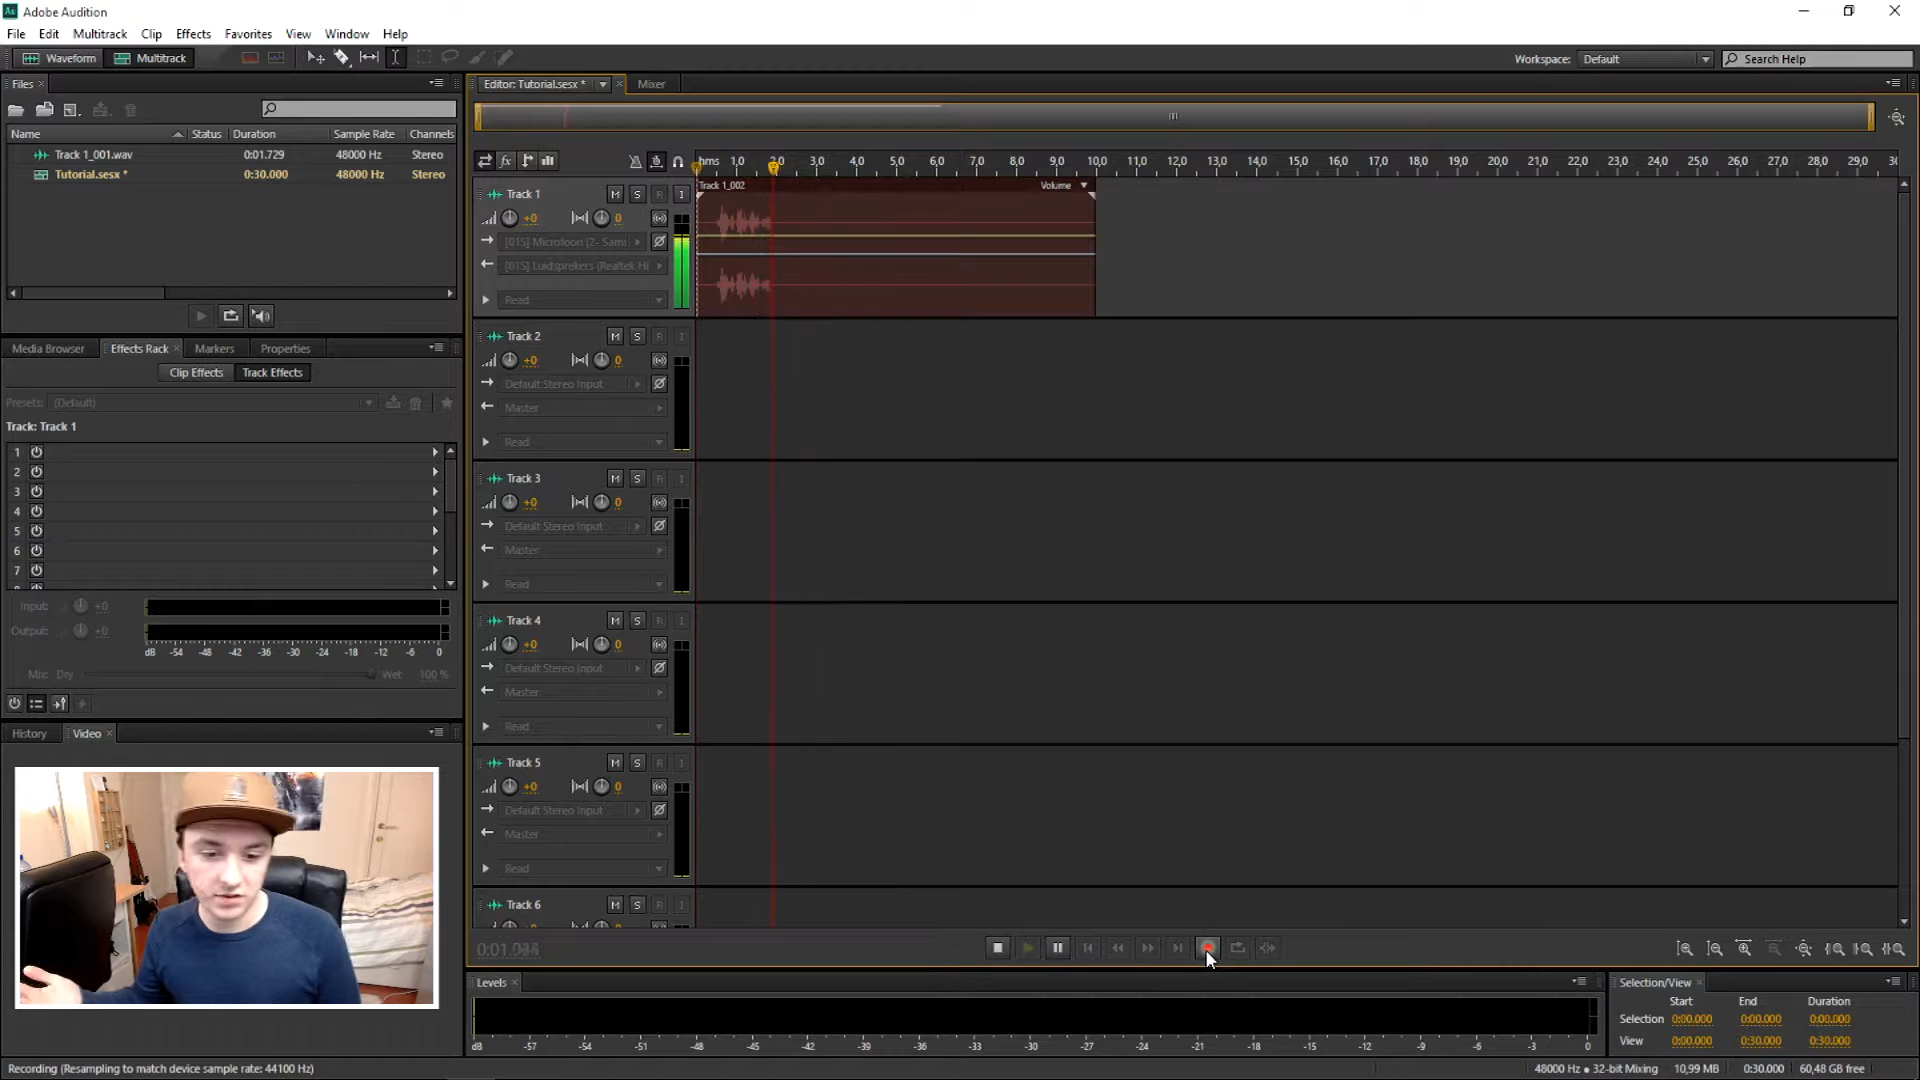 Au Adobe Audition
File Edit Multitrack Clip Effects Favorites View Window Help
Waveform Multitrack Workspace: Default Search Help
Files
Name Status Duration Sample Rate Channels
Track 1_001.wav 0:01.729 48000 Hz Stereo
Tutorial.sesx * 0:30.000 48000 Hz Stereo
Media Browser Effects Rack Markers Properties
Clip Effects Track Effects
Presets: (Default)
Track: Track 1
1
2
3
4
5
6
7
Input: +0
Output: +0
dB -54 -48 -42 -36 -30 -24 -18 -12 -6 0
Mix: Dry Wet 100 %
History Video
Editor: Tutorial.sesx * Mixer
hms 1,0 2,0 3,0 4,0 5,0 6,0 7,0 8,0 9,0 10,0 11,0 12,0 13,0 14,0 15,0 16,0 17,0 18,0 19,0 20,0 21,0 22,0 23,0 24,0 25,0 26,0 27,0 28,0 29,0 30
Track 1 M S R I
+0 0
[01S] Microfoon (2- Sams
[01S] Luidsprekers (Realtek Hi
Read
Track 1_002 Volume
Track 2 M S R I
+0 0
Default Stereo Input
Master
Read
Track 3 M S R I
+0 0
Default Stereo Input
Master
Read
Track 4 M S R I
+0 0
Default Stereo Input
Master
Read
Track 5 M S R I
+0 0
Default Stereo Input
Master
Read
Track 6 M S R I
Levels
dB -57 -54 -51 -48 -45 -42 -39 -36 -33 -30 -27 -24 -21 -18 -15 -12 -9 -6 -3 0
Selection/View
Start End Duration
Selection 0:00.000 0:00.000 0:00.000
View 0:00.000 0:30.000 0:30.000
Recording (Resampling to match device sample rate: 44100 Hz)
48000 Hz ● 32-bit Mixing 10,99 MB 0:30.000 60,48 GB free